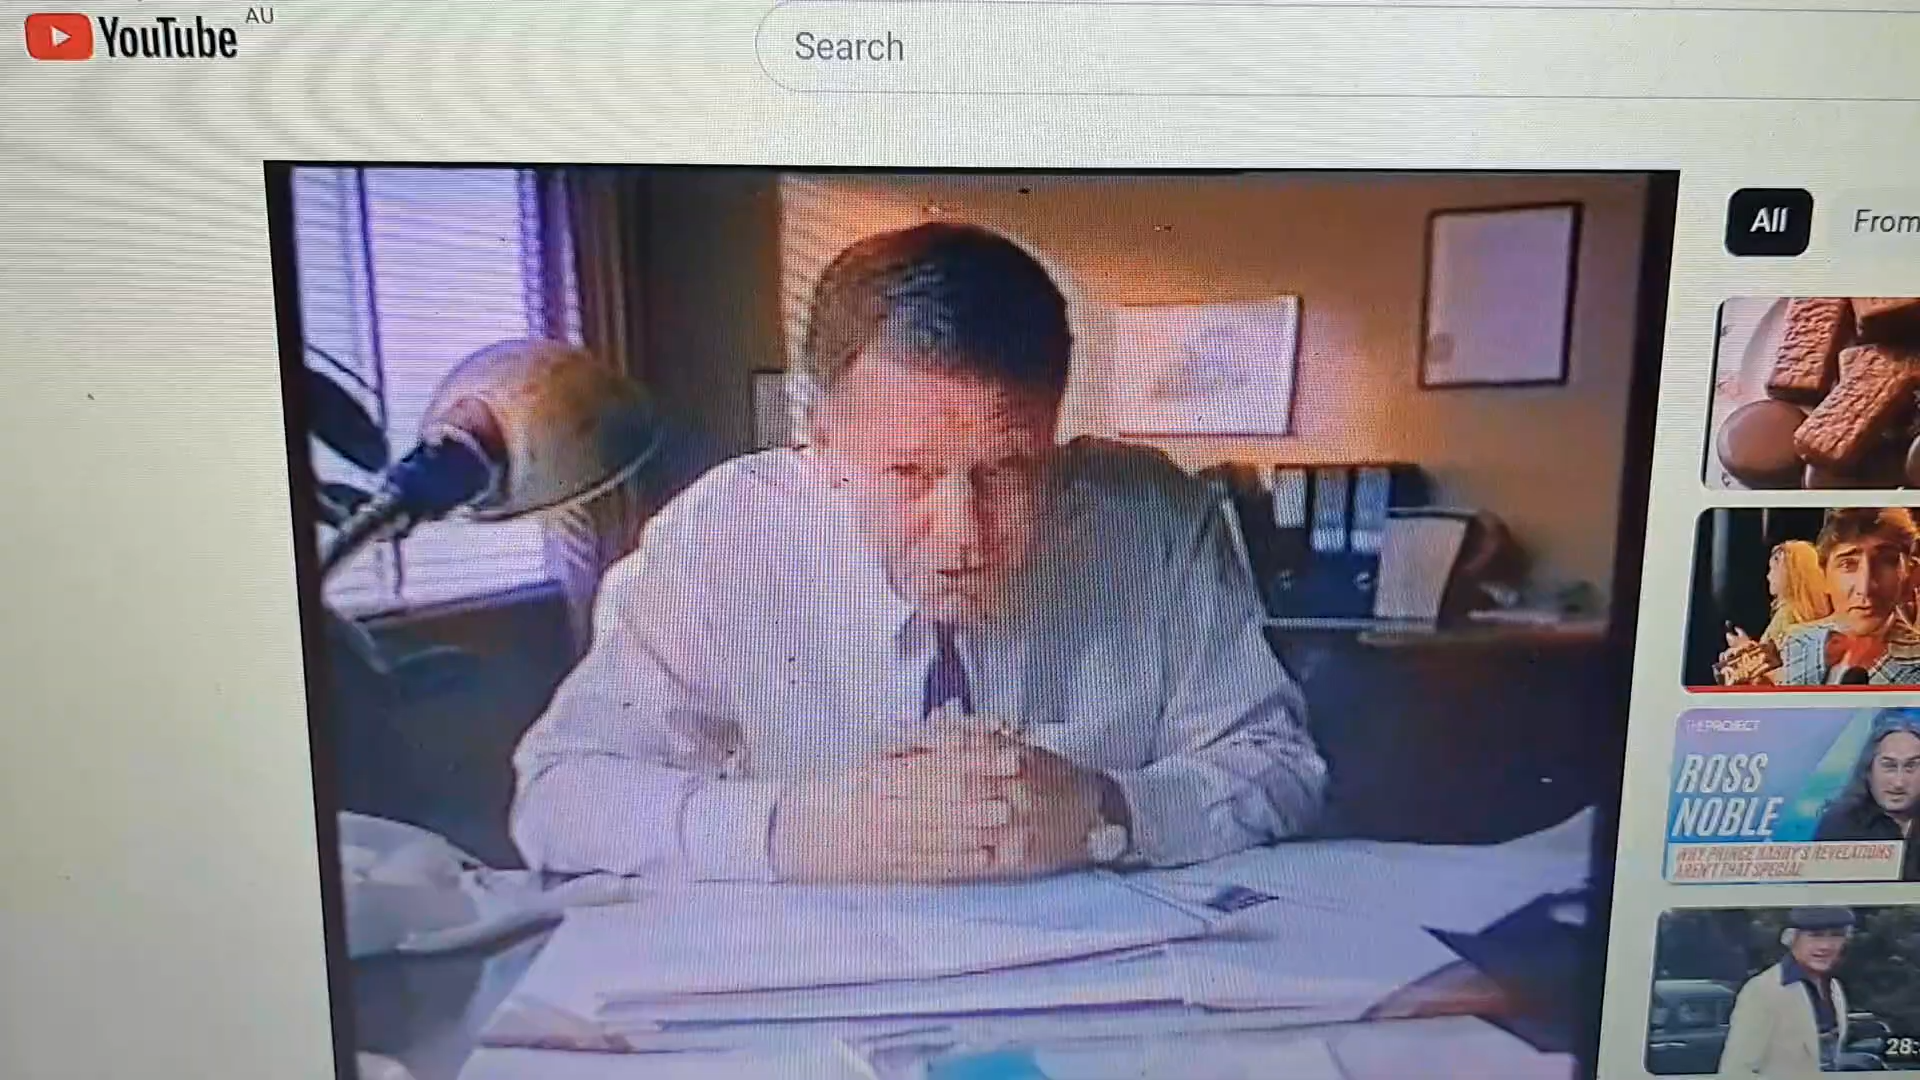 YouTube AU
Search
All
From
THE PROJECT
ROSS
NOBLE
WHY PRINCE HARRY'S REVELATIONS
AREN'T THAT SPECIAL
28: